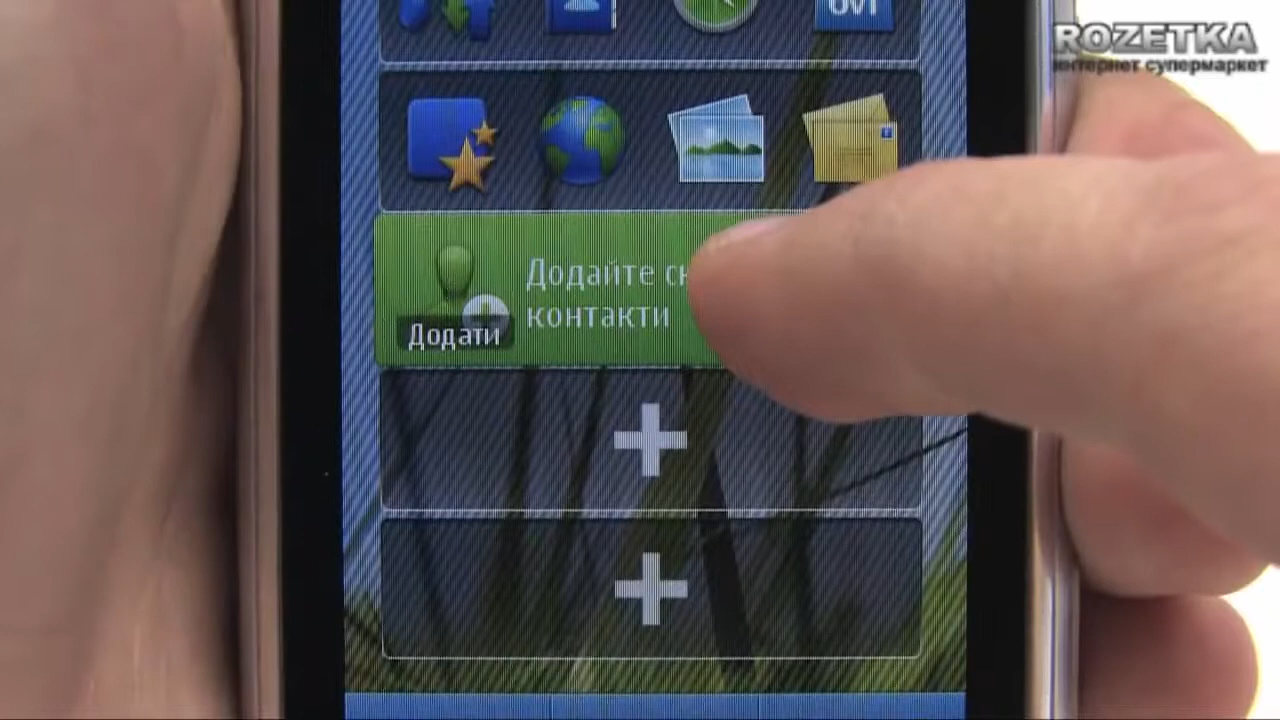 ROZETKA
интернет супермаркет
OVI
Додайте
контакти
Додати